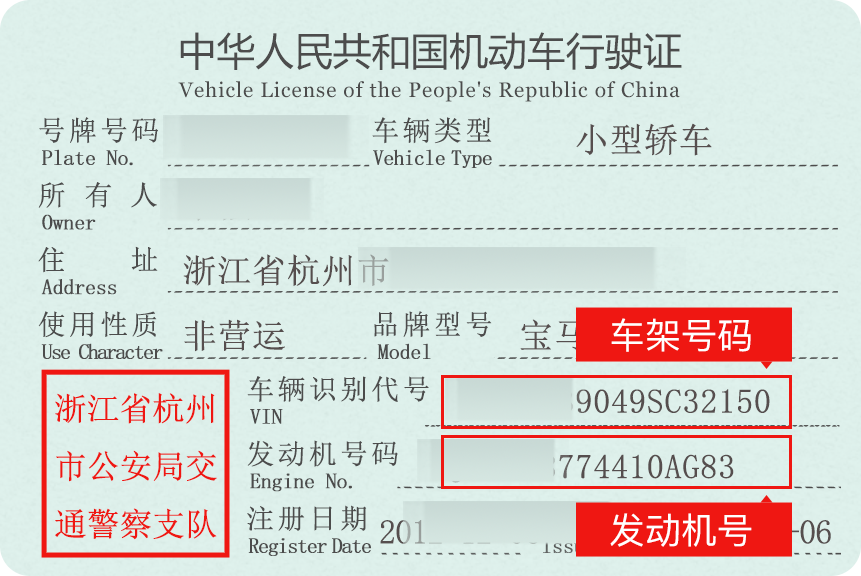 中华人民共和国机动车行驶证
Vehicle License of the People's Republic of China
号牌号码 车辆类型 小型轿车
Plate No. Vehicle Type
所有人
Owner
住址 浙江省杭州市
Address
使用性质 非营运 品牌型号 宝马
Use Character Model
车架号码
浙江省杭州
市公安局交
通警察支队
车辆识别代号 9049SC32150
VIN
发动机号码 774410AG83
Engine No.
注册日期 201 -06
Register Date
发动机号